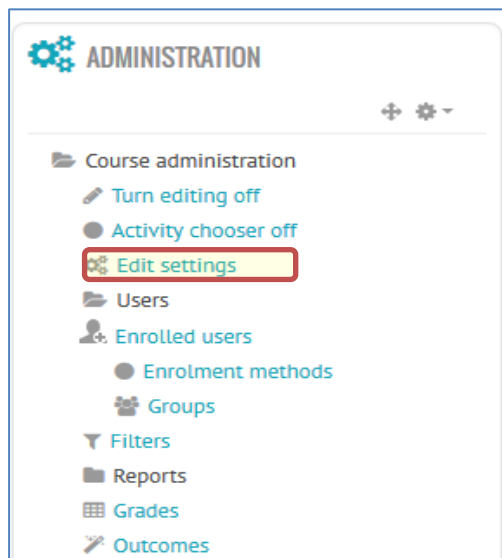 ADMINISTRATION
Course administration
Turn editing off
Activity chooser off
Edit settings
Users
Enrolled users
Enrolment methods
Groups
Filters
Reports
Grades
Outcomes